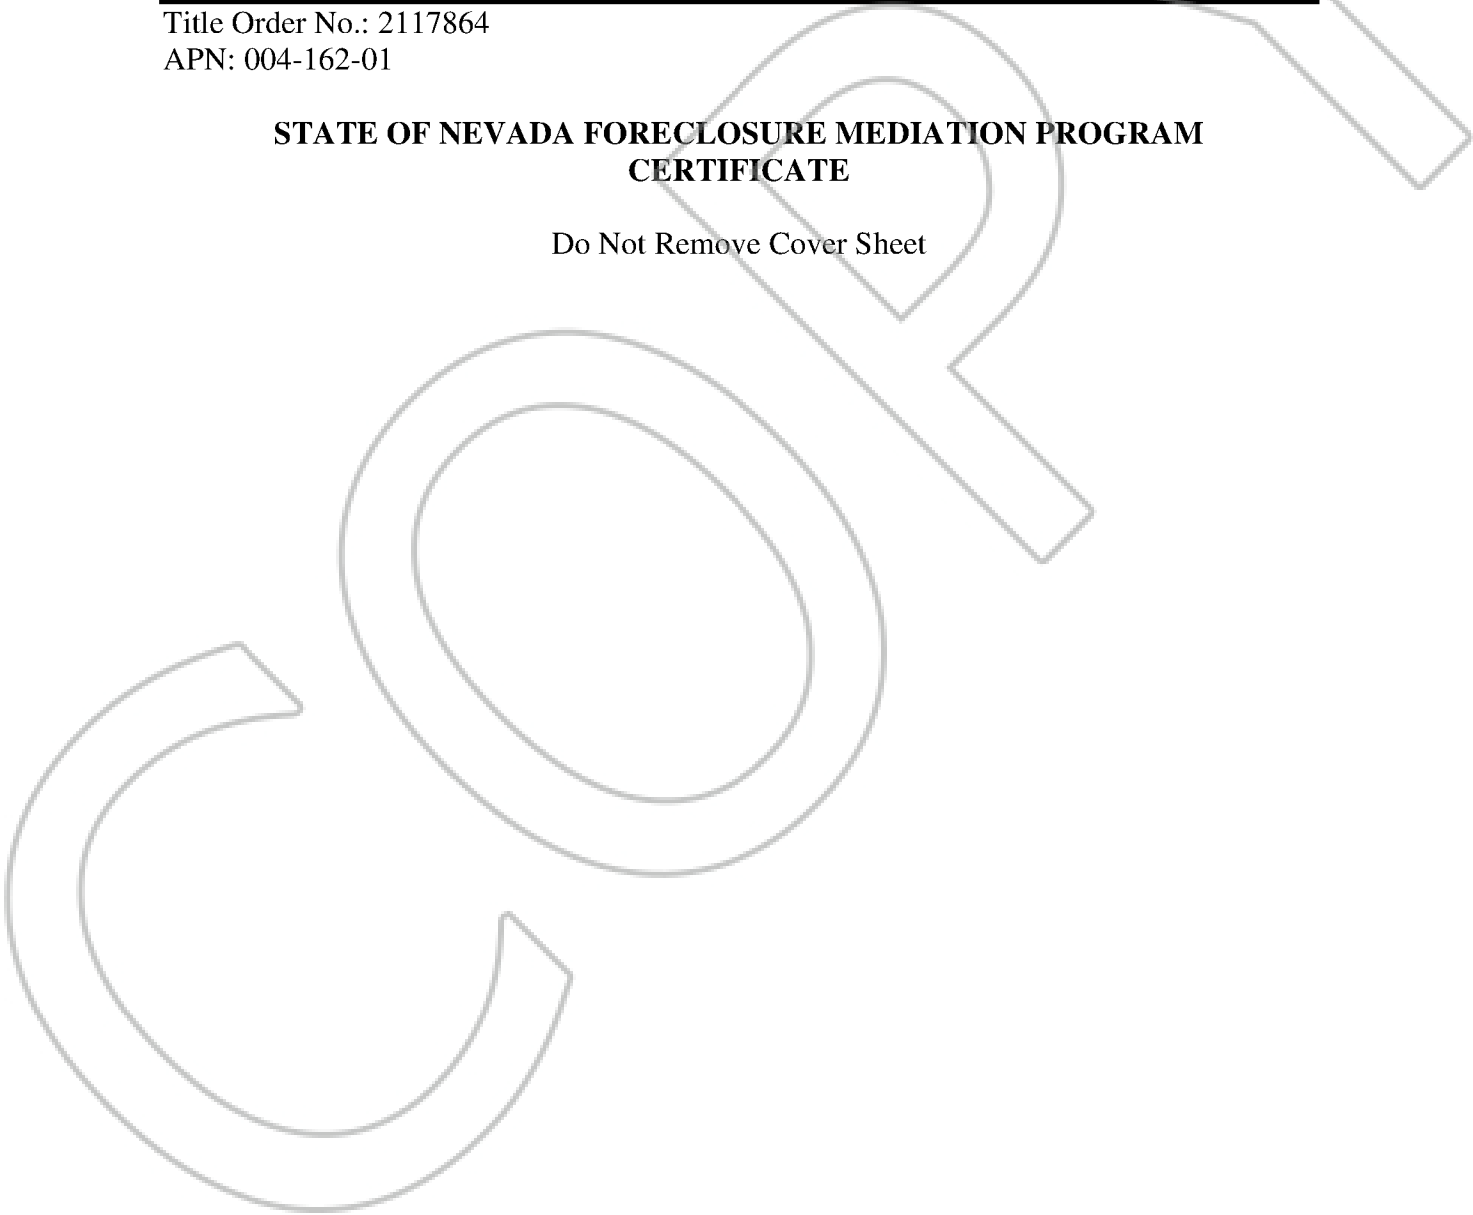 Title Order No.: 2117864
APN: 004-162-01
STATE OF NEVADA FORECLOSURE MEDIATION PROGRAM
CERTIFICATE
Do Not Remove Cover Sheet
COPY